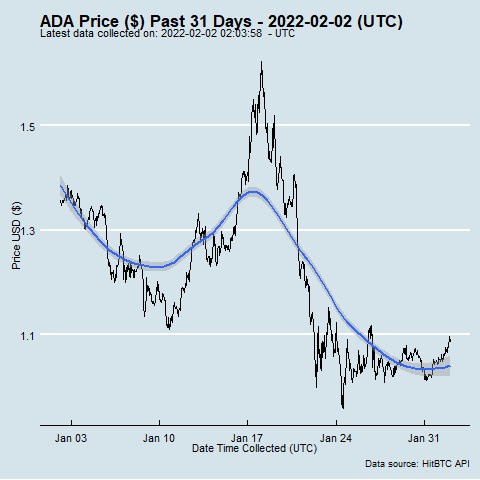 ADA Price ($) Past 31 Days - 2022-02-02 (UTC)
Latest data collected on: 2022-02-02 02:03:58 - UTC
Price USD ($)
1.5
1.3
1.1
Jan 03 Jan 10 Jan 17 Jan 24 Jan 31
Date Time Collected (UTC)
Data source: HitBTC API